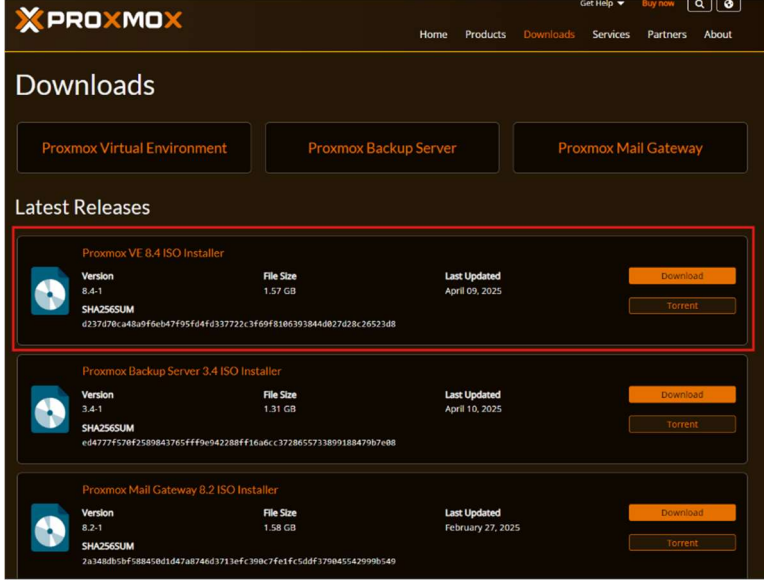 Get Help
Buy now
PROXMOX
Home Products Downloads Services Partners About
Downloads
Proxmox Virtual Environment
Proxmox Backup Server
Proxmox Mail Gateway
Latest Releases
Proxmox VE 8.4 ISO Installer
Version File Size Last Updated Download
8.4-1 1.57 GB April 09, 2025
SHA256SUM Torrent
d237d70ca48a9f6eb47f95fd4fd337722c3f69f8106393844d027d28c26523d8
Proxmox Backup Server 3.4 ISO Installer
Version File Size Last Updated Download
3.4-1 1.31 GB April 10, 2025
SHA256SUM Torrent
ed4777f570f2589843765fff9e942288ff16a6cc3728655733899188479b7e08
Proxmox Mail Gateway 8.2 ISO Installer
Version File Size Last Updated Download
8.2-1 1.58 GB February 27, 2025
SHA256SUM Torrent
2a348db5bf588450d1d47a8746d3713efc390c7fe1fc5ddf379045542999b549